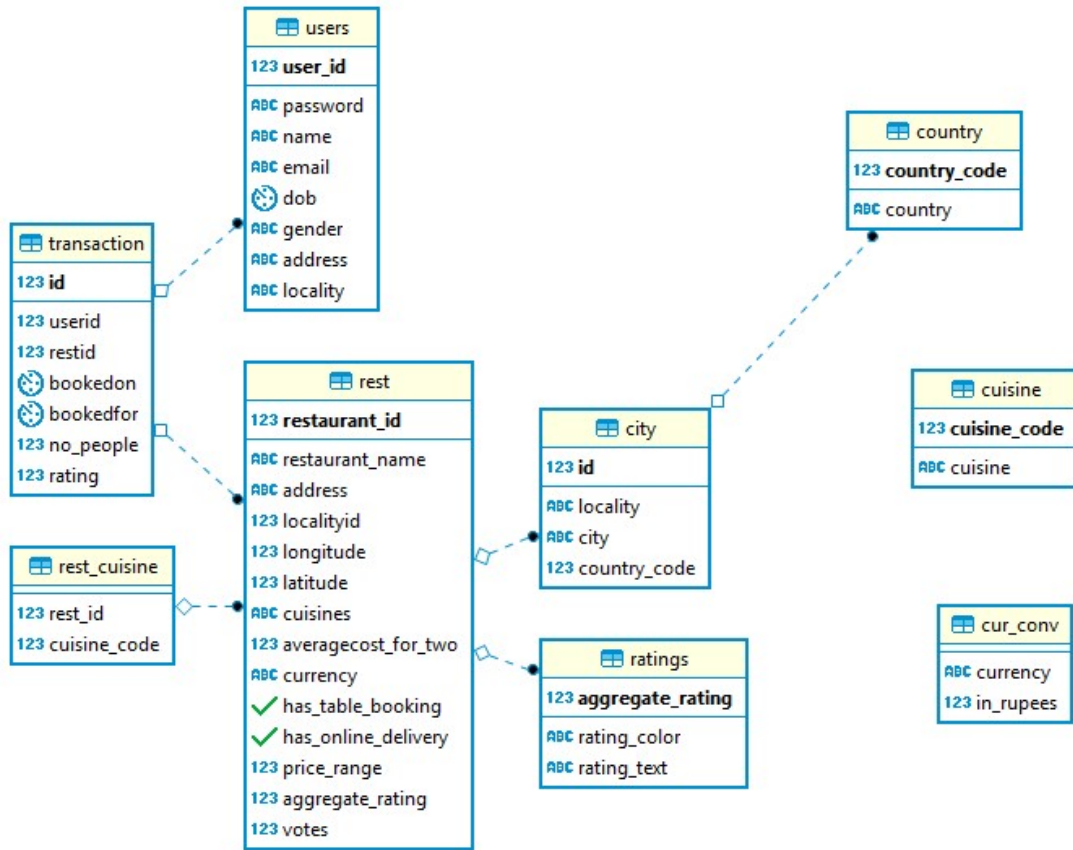 users
123 user_id
ABC password
ABC name
ABC email
dob
ABC gender
ABC address
ABC locality
transaction
123 id
123 userid
123 restid
bookedon
bookedfor
123 no_people
123 rating
rest_cuisine
123 rest_id
123 cuisine_code
rest
123 restaurant_id
ABC restaurant_name
ABC address
123 localityid
123 longitude
123 latitude
ABC cuisines
123 averagecost_for_two
ABC currency
has_table_booking
has_online_delivery
123 price_range
123 aggregate_rating
123 votes
city
123 id
ABC locality
ABC city
123 country_code
ratings
123 aggregate_rating
ABC rating_color
ABC rating_text
country
123 country_code
ABC country
cuisine
123 cuisine_code
ABC cuisine
cur_conv
ABC currency
123 in_rupees